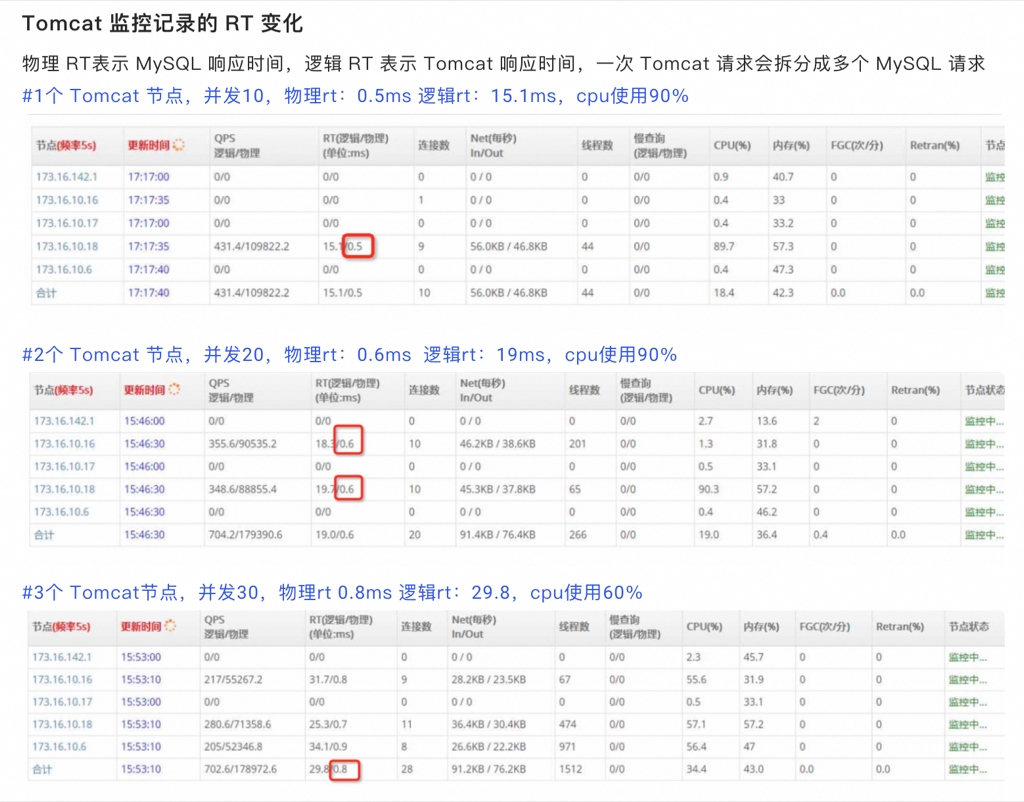 Tomcat 监控记录的 RT 变化
物理 RT表示 MySQL 响应时间，逻辑 RT 表示 Tomcat 响应时间，一次 Tomcat 请求会拆分成多个 MySQL 请求
#1个 Tomcat 节点，并发10，物理rt：0.5ms 逻辑rt：15.1ms，cpu使用90%
节点(频率5s) 更新时间 QPS 逻辑/物理 RT(逻辑/物理) (单位:ms) 连接数 Net(每秒) In/Out 线程数 慢查询 (逻辑/物理) CPU(%) 内存(%) FGC(次/分) Retran(%) 节点
173.16.142.1 17:17:00 0/0 0/0 0 0 / 0 0 0/0 0.9 40.7 0 0 监控
173.16.10.16 17:17:35 0/0 0/0 1 0 / 0 0 0/0 0.4 33 0 0 监控
173.16.10.17 17:17:00 0/0 0/0 0 0 / 0 0 0/0 0.4 33.2 0 0 监控
173.16.10.18 17:17:35 431.4/109822.2 15.1/0.5 9 56.0KB / 46.8KB 44 0/0 89.7 57.3 0 0 监控
173.16.10.6 17:17:40 0/0 0/0 0 0 / 0 0 0/0 0.4 47.3 0 0 监控
合计 17:17:40 431.4/109822.2 15.1/0.5 10 56.0KB / 46.8KB 44 0/0 18.4 42.3 0.0 0.0 监控
#2个 Tomcat 节点，并发20，物理rt：0.6ms 逻辑rt：19ms，cpu使用90%
节点(频率5s) 更新时间 QPS 逻辑/物理 RT(逻辑/物理) (单位:ms) 连接数 Net(每秒) In/Out 线程数 慢查询 (逻辑/物理) CPU(%) 内存(%) FGC(次/分) Retran(%) 节点状态
173.16.142.1 15:46:00 0/0 0/0 0 0 / 0 0 0/0 2.7 13.6 2 0 监控中...
173.16.10.16 15:46:30 355.6/90535.2 18.3/0.6 10 46.2KB / 38.6KB 201 0/0 1.3 31.8 0 0 监控中...
173.16.10.17 15:46:00 0/0 0/0 0 0 / 0 0 0/0 0.5 33.1 0 0 监控中...
173.16.10.18 15:46:30 348.6/88855.4 19.7/0.6 10 45.3KB / 37.8KB 65 0/0 90.3 57.2 0 0 监控中...
173.16.10.6 15:46:30 0/0 0/0 0 0 / 0 0 0/0 0.4 46.2 0 0 监控中...
合计 15:46:30 704.2/179390.6 19.0/0.6 20 91.4KB / 76.4KB 266 0/0 19.0 36.4 0.4 0.0 监控中...
#3个 Tomcat节点，并发30，物理rt 0.8ms 逻辑rt：29.8，cpu使用60%
节点(频率5s) 更新时间 QPS 逻辑/物理 RT(逻辑/物理) (单位:ms) 连接数 Net(每秒) In/Out 线程数 慢查询 (逻辑/物理) CPU(%) 内存(%) FGC(次/分) Retran(%) 节点状态
173.16.142.1 15:53:00 0/0 0/0 0 0 / 0 0 0/0 2.3 45.7 0 0 监控中...
173.16.10.16 15:53:10 217/55267.2 31.7/0.8 9 28.2KB / 23.5KB 67 0/0 55.6 31.9 0 0 监控中...
173.16.10.17 15:53:00 0/0 0/0 0 0 / 0 0 0/0 0.5 33.1 0 0 监控中...
173.16.10.18 15:53:10 280.6/71358.6 25.3/0.7 11 36.4KB / 30.4KB 474 0/0 57.1 57.2 0 0 监控中...
173.16.10.6 15:53:10 205/52346.8 34.1/0.9 8 26.6KB / 22.2KB 971 0/0 56.4 47 0 0 监控中...
合计 15:53:10 702.6/178972.6 29.8/0.8 28 91.2KB / 76.2KB 1512 0/0 34.4 43.0 0.0 0.0 监控中...